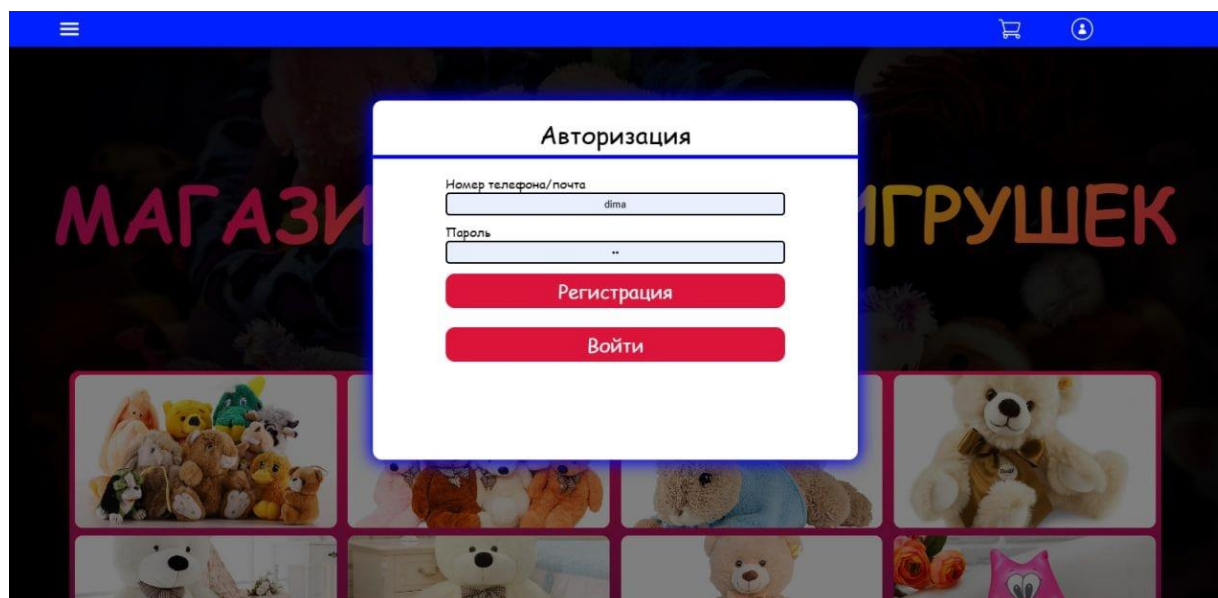 Авторизация
Номер телефона/почта
dima
Пароль
••
МАГАЗИ ИГРУШЕК
Регистрация
Войти